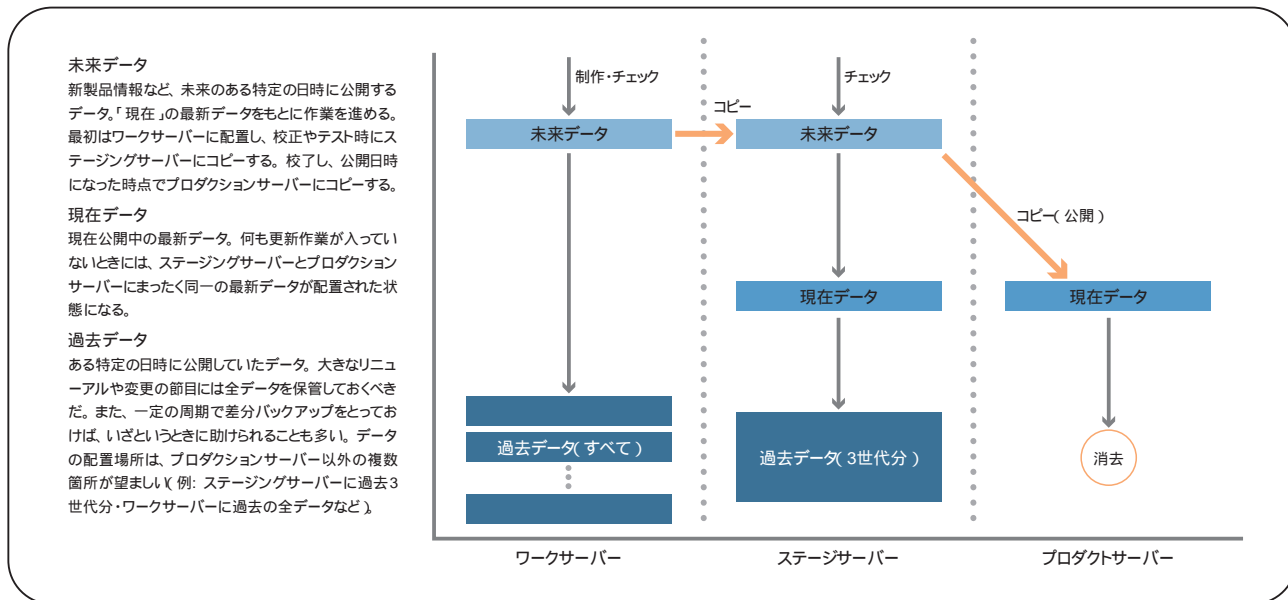 未来データ
新製品情報など、未来のある特定の日時に公開する
データ。「現在」の最新データをもとに作業を進める。
最初はワークサーバーに配置し、校正やテスト時にス
テージングサーバーにコピーする。校了し、公開日時
になった時点でプロダクションサーバーにコピーする。
現在データ
現在公開中の最新データ。何も更新作業が入ってい
ないときには、ステージングサーバーとプロダクション
サーバーにまったく同一の最新データが配置された状
態になる。
過去データ
ある特定の日時に公開していたデータ。大きなリニュ
ーアルや変更の節目には全データを保管しておくべき
だ。また、一定の周期で差分バックアップをとってお
けば、いざというときに助けられることも多い。データ
の配置場所は、プロダクションサーバー以外の複数
箇所が望ましい(例: ステージングサーバーに過去3
世代分・ワークサーバーに過去の全データなど)。
制作・チェック
チェック
コピー
未来データ
未来データ
コピー(公開)
現在データ
現在データ
過去データ(すべて)
過去データ(3世代分)
消去
ワークサーバー
ステージサーバー
プロダクトサーバー